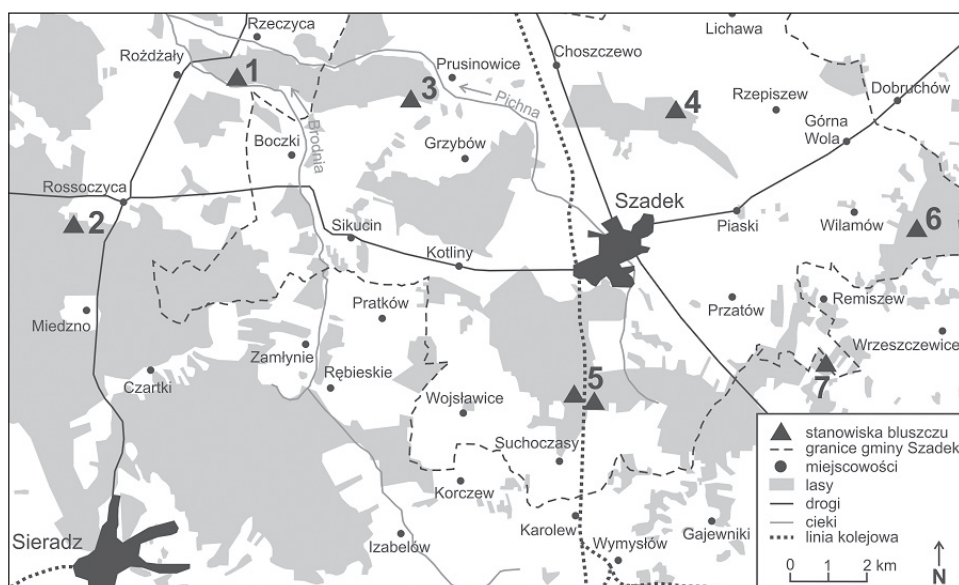 Rzeczyca
Lichawa
Rożdżały
1
Choszczewo
Prusinowice
3
Pichna
4
Rzepiszew
Dobruchów
Brodnia
Boczki
Grzybów
Górna
Wola
Rossoczyca
2
Szadek
Sikucin
Piaski
Wilamów
6
Kotliny
Miedzno
Pratków
Przatów
Remiszew
Zamłynie
Wrzeszczewice
Czartki
Rębieskie
5
7
Wojsławice
Suchoczasy
Korczew
Sieradz
Izabelów
Karolew
Wymysłów
Gajewniki
stanowiska bluszczu
granice gminy Szadek
miejscowości
lasy
drogi
cieki
linia kolejowa
0 1 2 km
N